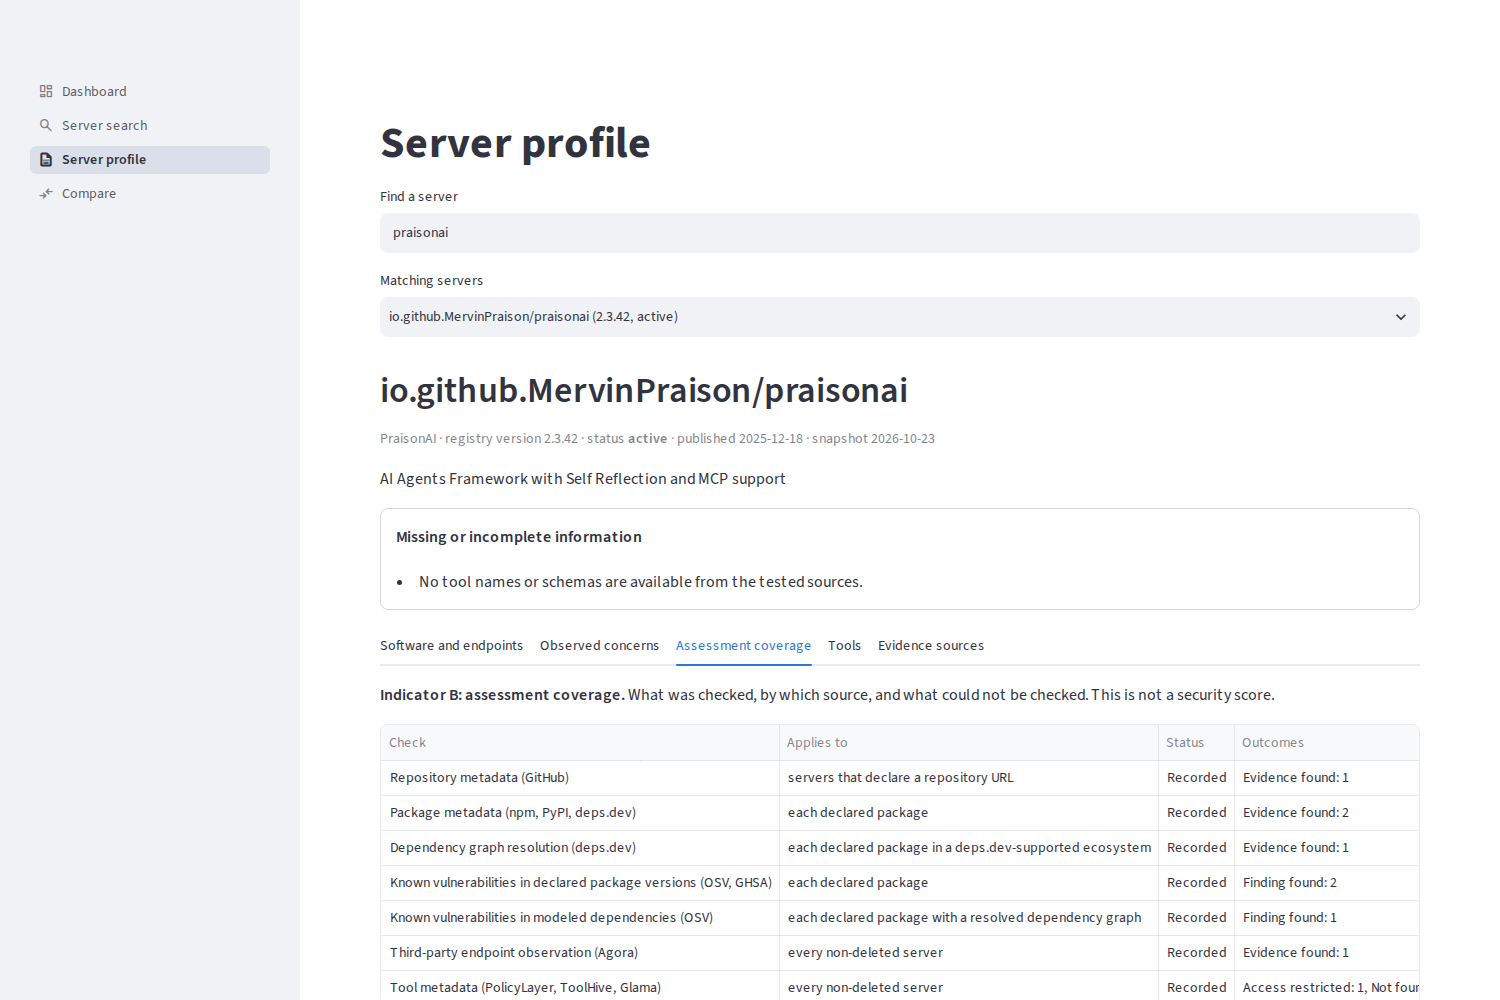 Dashboard
Server search
Server profile
Compare
Server profile
Find a server
praisonai
Matching servers
io.github.MervinPraison/praisonai (2.3.42, active)
io.github.MervinPraison/praisonai
PraisonAI · registry version 2.3.42 · status active · published 2025-12-18 · snapshot 2026-10-23
AI Agents Framework with Self Reflection and MCP support
Missing or incomplete information
• No tool names or schemas are available from the tested sources.
Software and endpoints Observed concerns Assessment coverage Tools Evidence sources
Indicator B: assessment coverage. What was checked, by which source, and what could not be checked. This is not a security score.
Check Applies to Status Outcomes
Repository metadata (GitHub) servers that declare a repository URL Recorded Evidence found: 1
Package metadata (npm, PyPI, deps.dev) each declared package Recorded Evidence found: 2
Dependency graph resolution (deps.dev) each declared package in a deps.dev-supported ecosystem Recorded Evidence found: 1
Known vulnerabilities in declared package versions (OSV, GHSA) each declared package Recorded Finding found: 2
Known vulnerabilities in modeled dependencies (OSV) each declared package with a resolved dependency graph Recorded Finding found: 1
Third-party endpoint observation (Agora) every non-deleted server Recorded Evidence found: 1
Tool metadata (PolicyLayer, ToolHive, Glama) every non-deleted server Recorded Access restricted: 1, Not